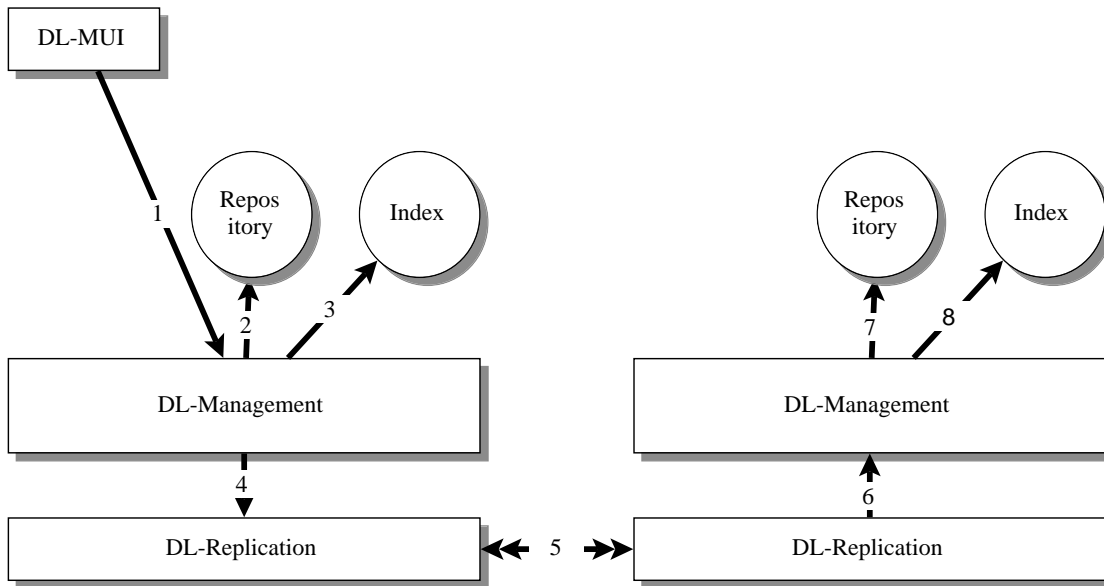 DL-MUI
1
Repos
itory
Index
Repos
itory
Index
2
3
7
8
DL-Management
DL-Management
4
6
DL-Replication
5
DL-Replication